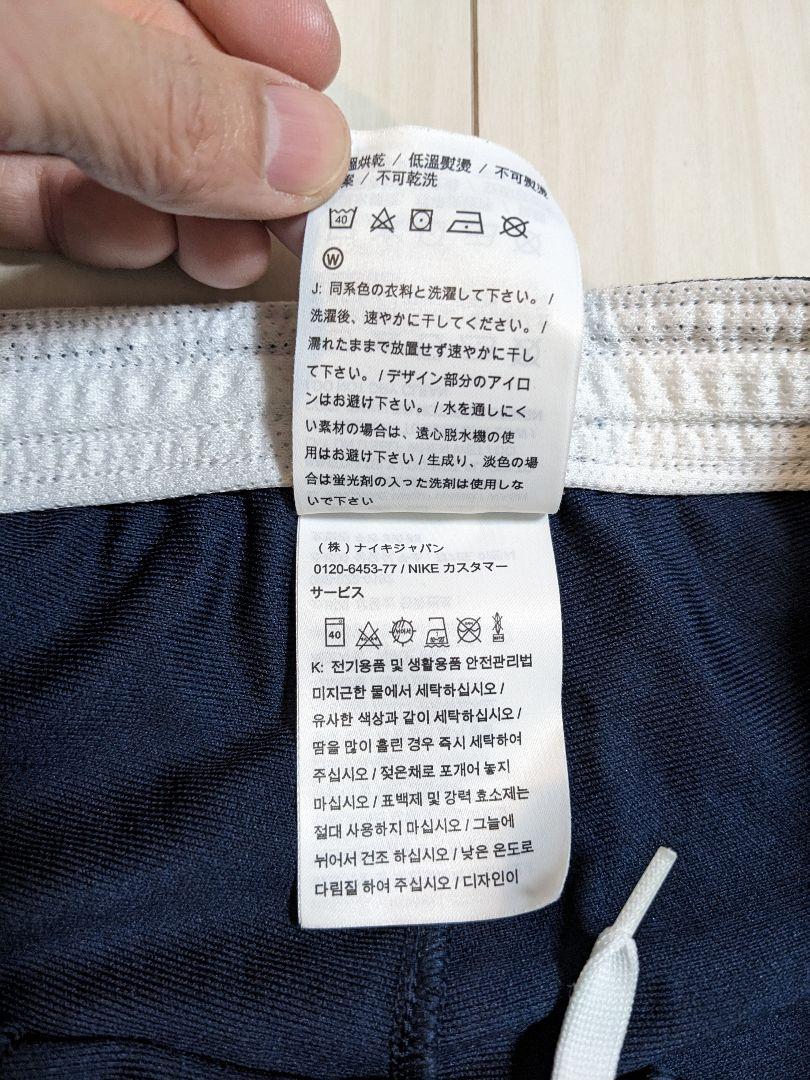 溫烘乾 / 低溫熨燙 / 不可熨燙
案 / 不可乾洗
40
W
J: 同系色の衣料と洗濯して下さい。/
洗濯後、速やかに干してください。/
濡れたままで放置せず速やかに干し
て下さい。/デザイン部分のアイロ
ンはお避け下さい。/水を通しにく
い素材の場合は、遠心脱水機の使
用はお避け下さい/生成り、淡色の場
合は蛍光剤の入った洗剤は使用しな
いで下さい
(株)ナイキジャパン
0120-6453-77 / NIKE カスタマー
サービス
40
K: 전기용품 및 생활용품 안전관리법
미지근한 물에서 세탁하십시오 /
유사한 색상과 같이 세탁하십시오 /
땀을 많이 흘린 경우 즉시 세탁하여
주십시오 / 젖은채로 포개어 놓지
마십시오 / 표백제 및 강력 효소제는
절대 사용하지 마십시오 / 그늘에
뉘어서 건조 하십시오 / 낮은 온도로
다림질 하여 주십시오 / 디자인이